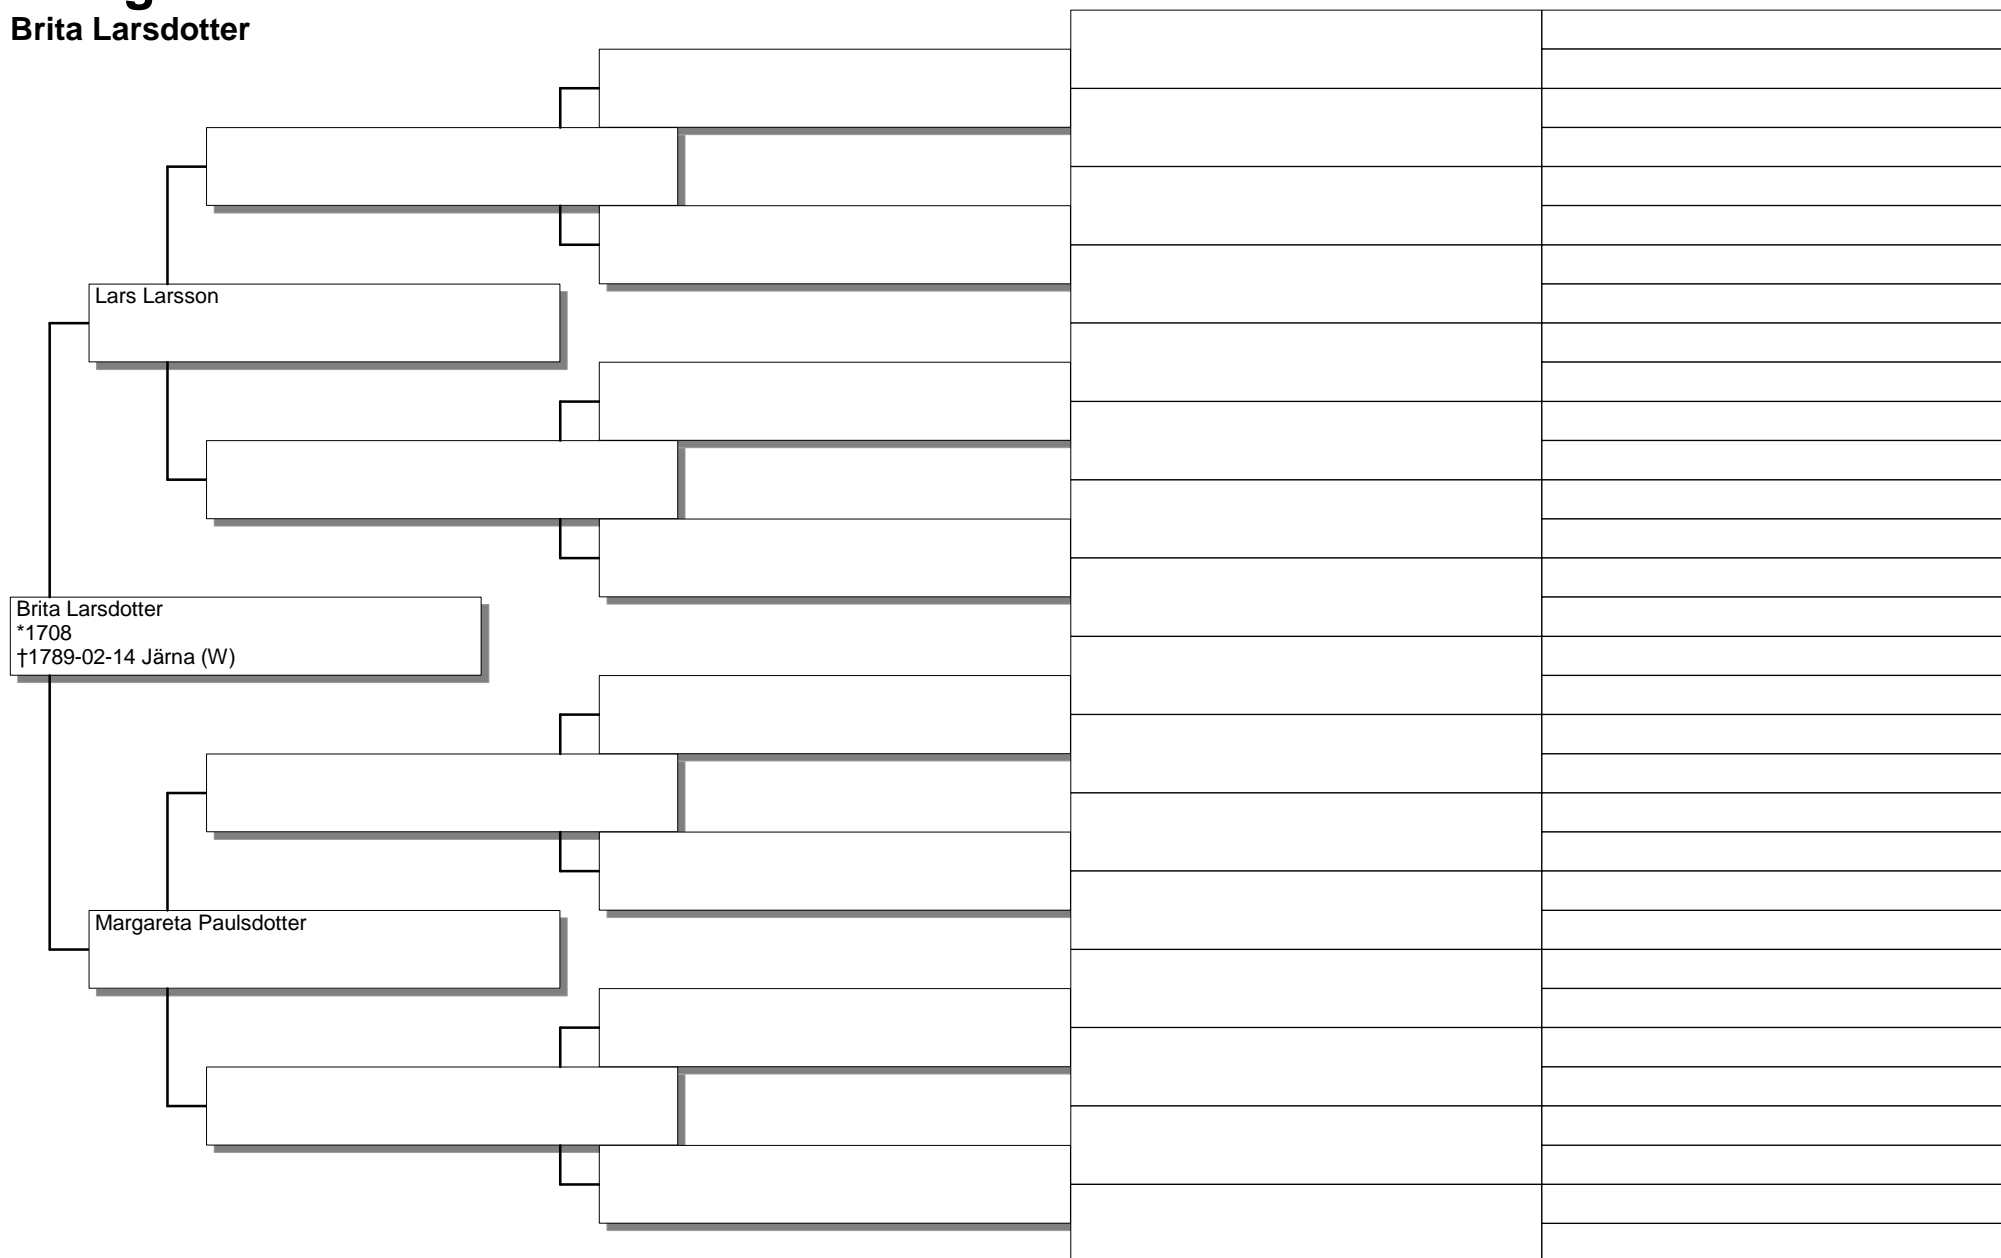 Brita Larsdotter
Lars Larsson
Brita Larsdotter
*1708
†1789-02-14 Järna (W)
Margareta Paulsdotter